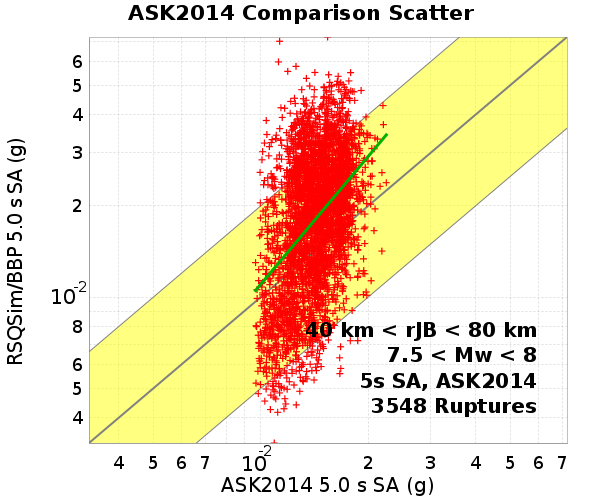 ASK2014 Comparison Scatter
RSQSim/BBP 5.0 s SA (g)
6
5
4
3
2
10-2
8
6
5
4
40 km < rJB < 80 km
7.5 < Mw < 8
5s SA, ASK2014
3548 Ruptures
4 5 6 7 10-2 2 3 4 5 6 7
ASK2014 5.0 s SA (g)